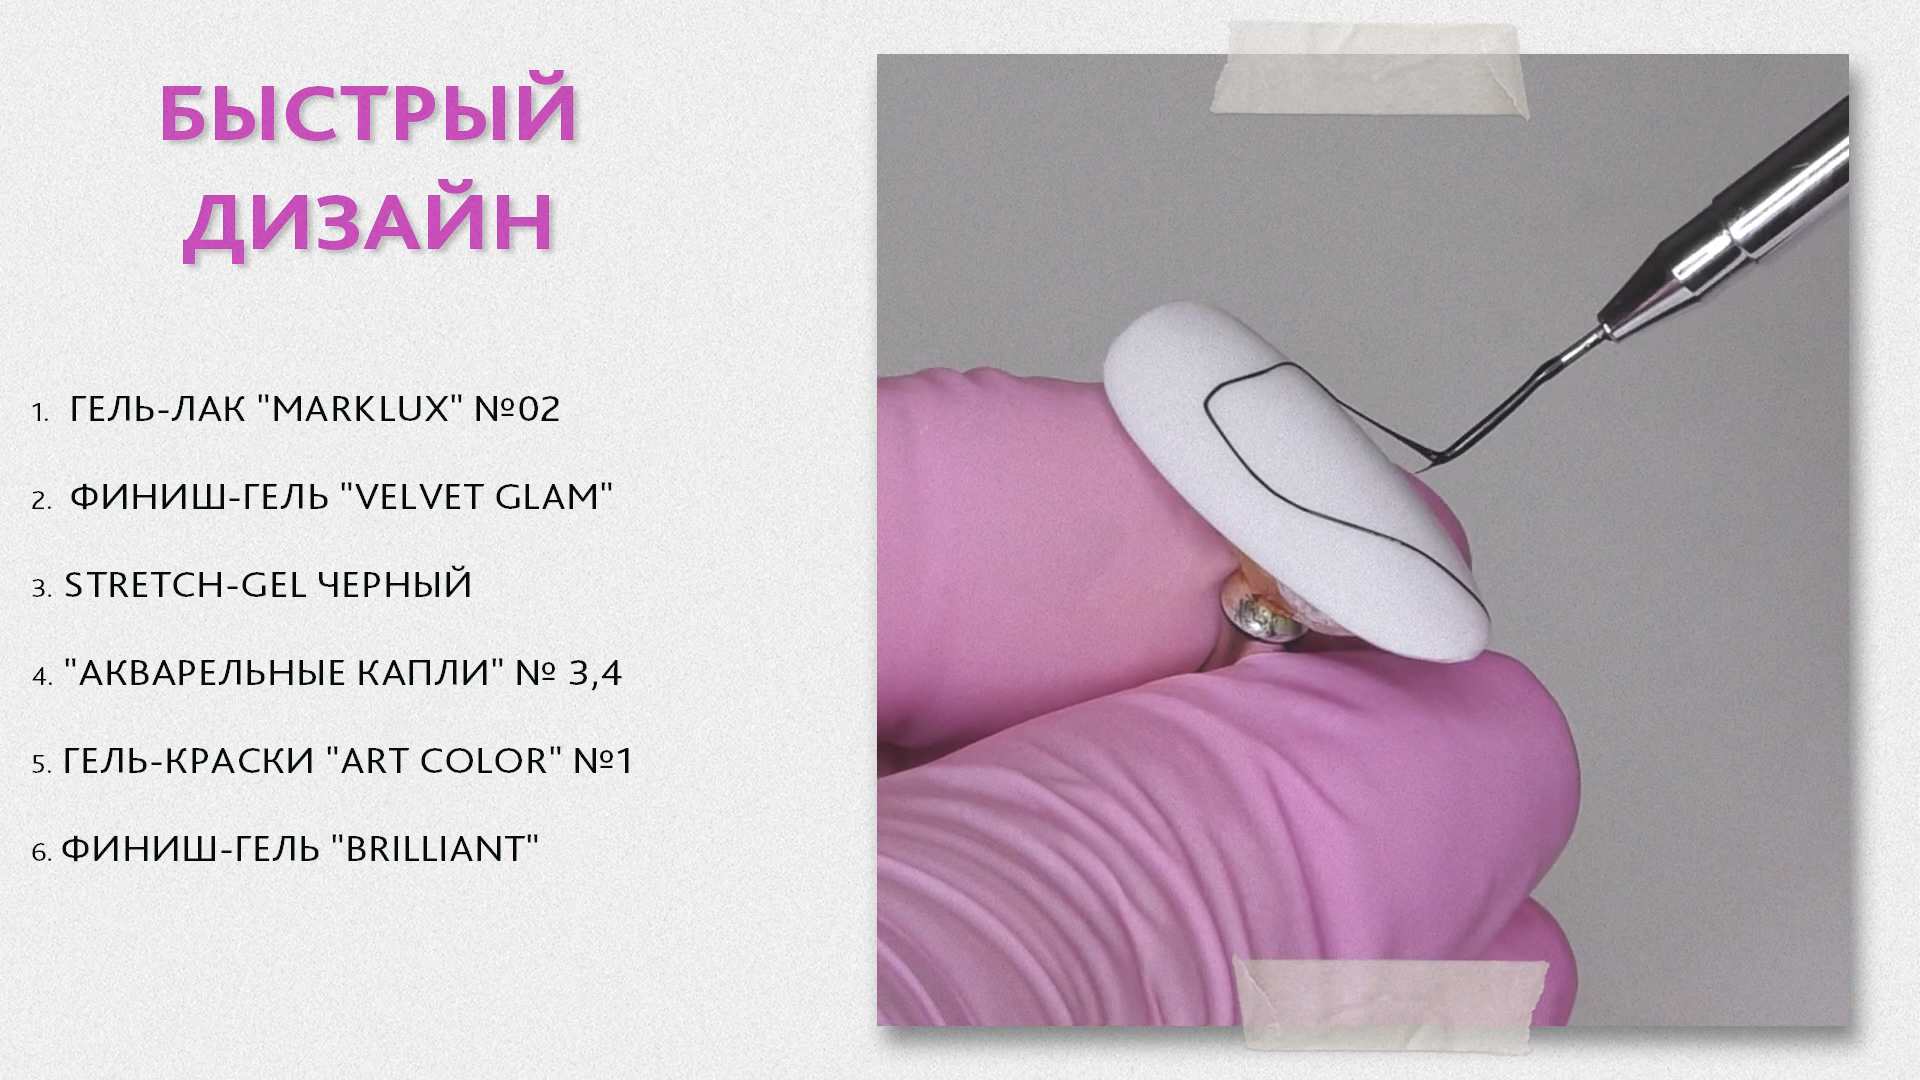 БЫСТРЫЙ
ДИЗАЙН
1. ГЕЛЬ-ЛАК "MARKLUX" №02
2. ФИНИШ-ГЕЛЬ "VELVET GLAM"
3. STRETCH-GEL ЧЕРНЫЙ
4. "АКВАРЕЛЬНЫЕ КАПЛИ" № 3,4
5. ГЕЛЬ-КРАСКИ "ART COLOR" №1
6. ФИНИШ-ГЕЛЬ "BRILLIANT"